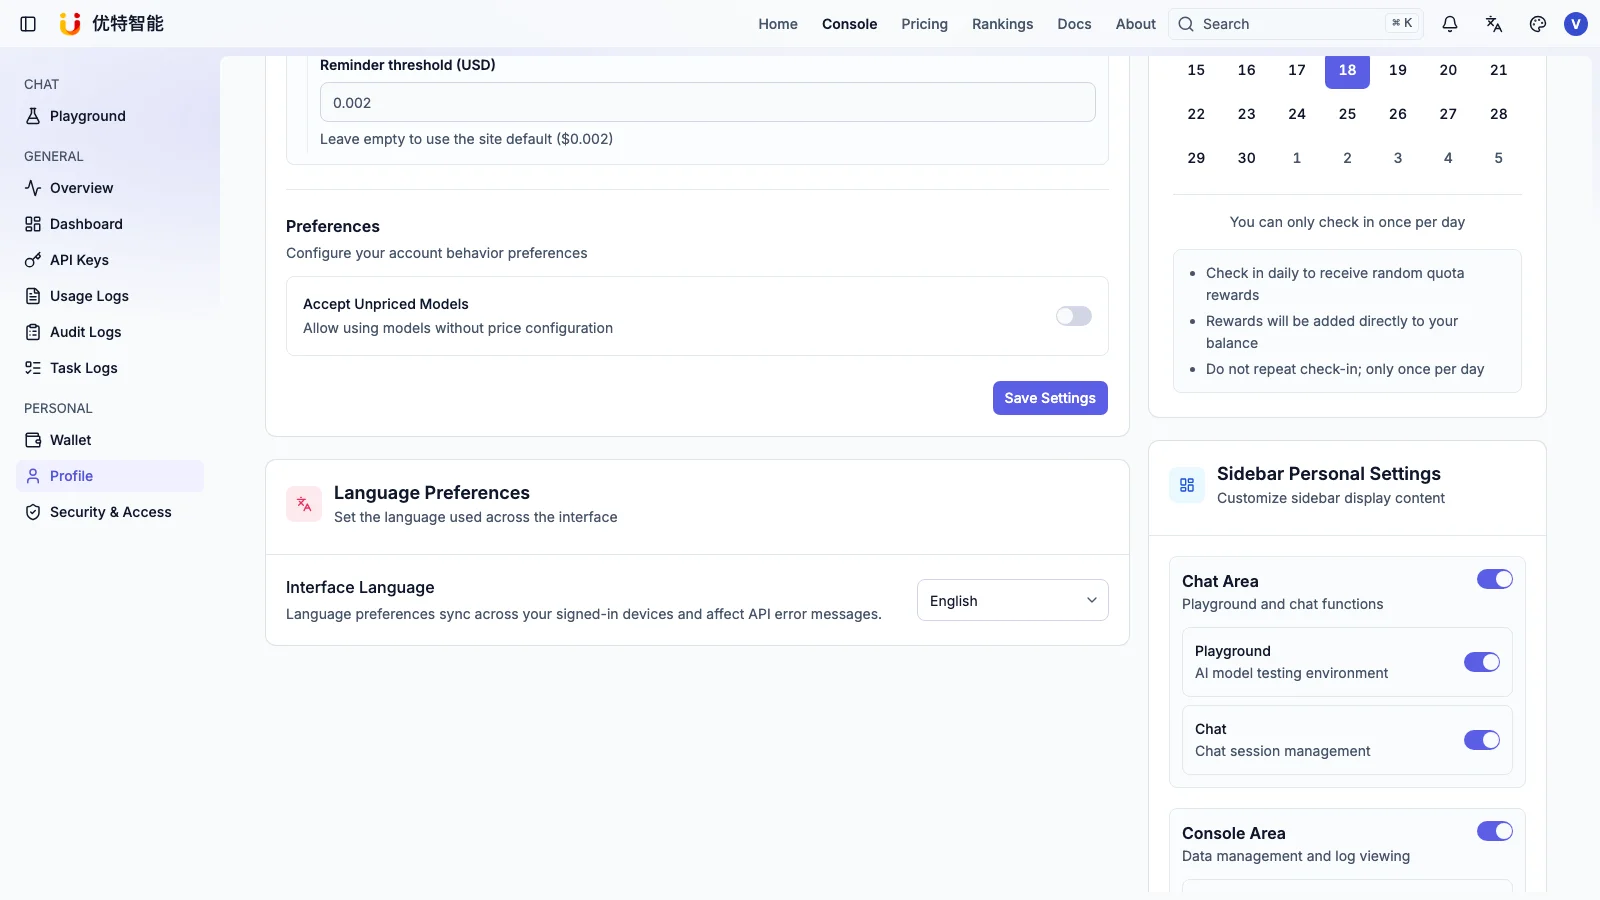 优特智能
Home
Console
Pricing
Rankings
Docs
About
Search
⌘ K
V
CHAT
Playground
GENERAL
Overview
Dashboard
API Keys
Usage Logs
Audit Logs
Task Logs
PERSONAL
Wallet
Profile
Security & Access
Reminder threshold (USD)
0.002
Leave empty to use the site default ($0.002)
Preferences
Configure your account behavior preferences
Accept Unpriced Models
Allow using models without price configuration
Save Settings
Language Preferences
Set the language used across the interface
Interface Language
Language preferences sync across your signed-in devices and affect API error messages.
English
15 16 17 18 19 20 21
22 23 24 25 26 27 28
29 30 1 2 3 4 5
You can only check in once per day
• Check in daily to receive random quota
rewards
• Rewards will be added directly to your
balance
• Do not repeat check-in; only once per day
Sidebar Personal Settings
Customize sidebar display content
Chat Area
Playground and chat functions
Playground
AI model testing environment
Chat
Chat session management
Console Area
Data management and log viewing